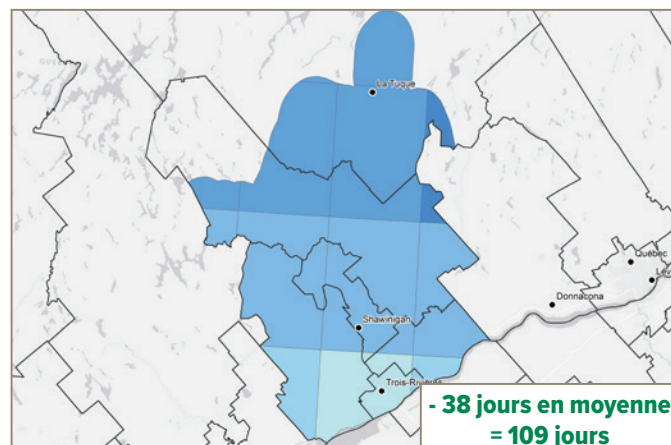 La Tuque
Québec
Donnacona
Shawinigan
Trois-Rivières
- 38 jours en moyenne
= 109 jours